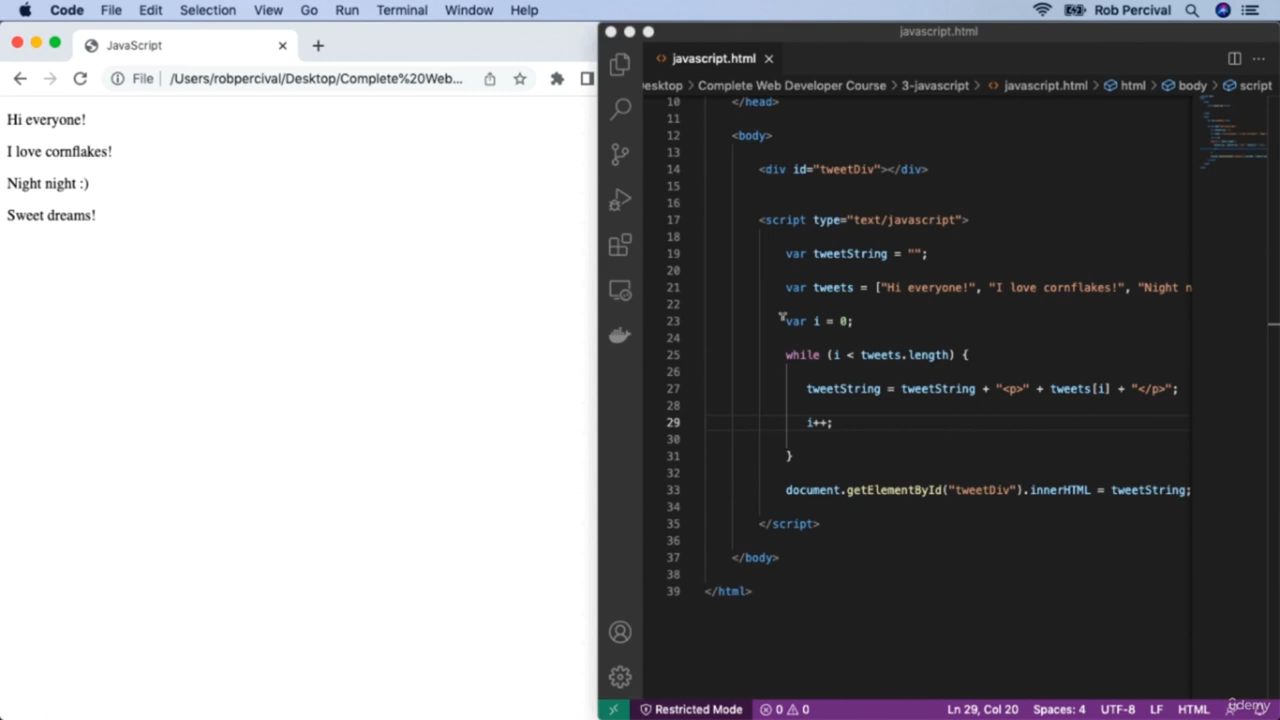 Code File Edit Selection View Go Run Terminal Window Help Rob Percival
JavaScript
File /Users/robpercival/Desktop/Complete%20Web...
Hi everyone!
I love cornflakes!
Night night :)
Sweet dreams!
javascript.html
<> javascript.html
esktop > Complete Web Developer Course > 3-javascript > <> javascript.html > html > body > script
10 </head>
11
12 <body>
13
14 <div id="tweetDiv"></div>
15
16
17 <script type="text/javascript">
18
19 var tweetString = "";
20
21 var tweets = ["Hi everyone!", "I love cornflakes!", "Night n
22
23 var i = 0;
24
25 while (i < tweets.length) {
26
27 tweetString = tweetString + "<p>" + tweets[i] + "</p>";
28
29 i++;
30
31 }
32
33 document.getElementById("tweetDiv").innerHTML = tweetString;
34
35 </script>
36
37 </body>
38
39 </html>
Restricted Mode 0 0 Ln 29, Col 20 Spaces: 4 UTF-8 LF HTML
Udemy